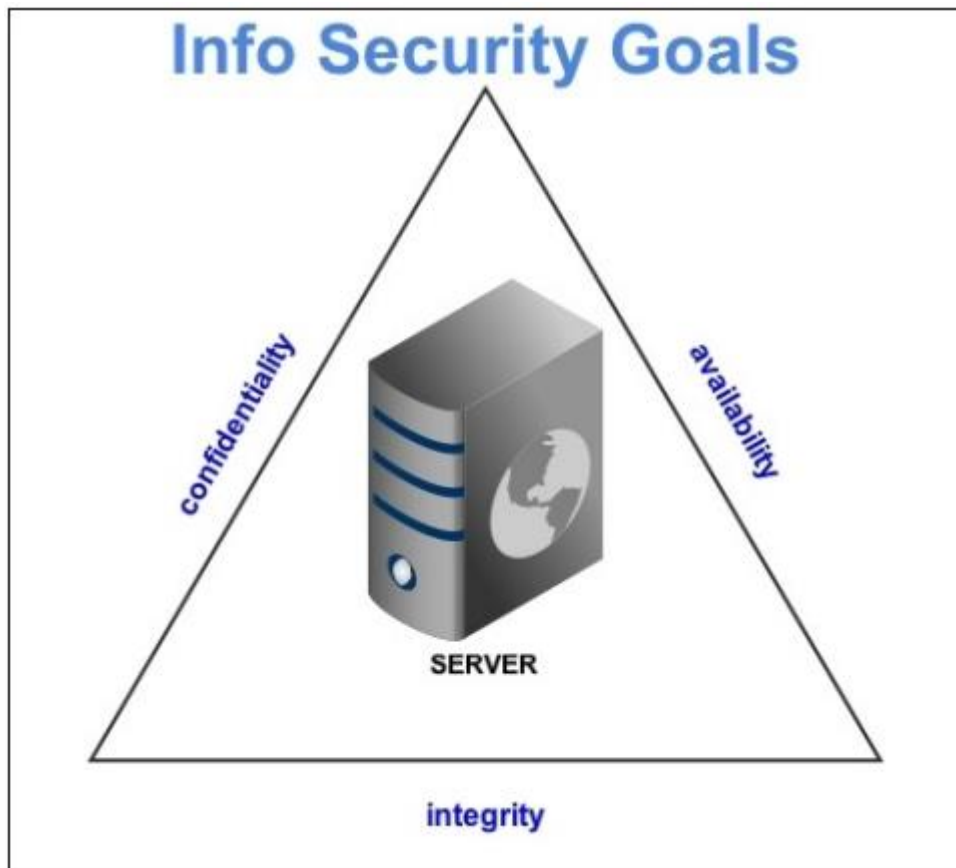 Info Security Goals
confidentiality
availability
SERVER
integrity